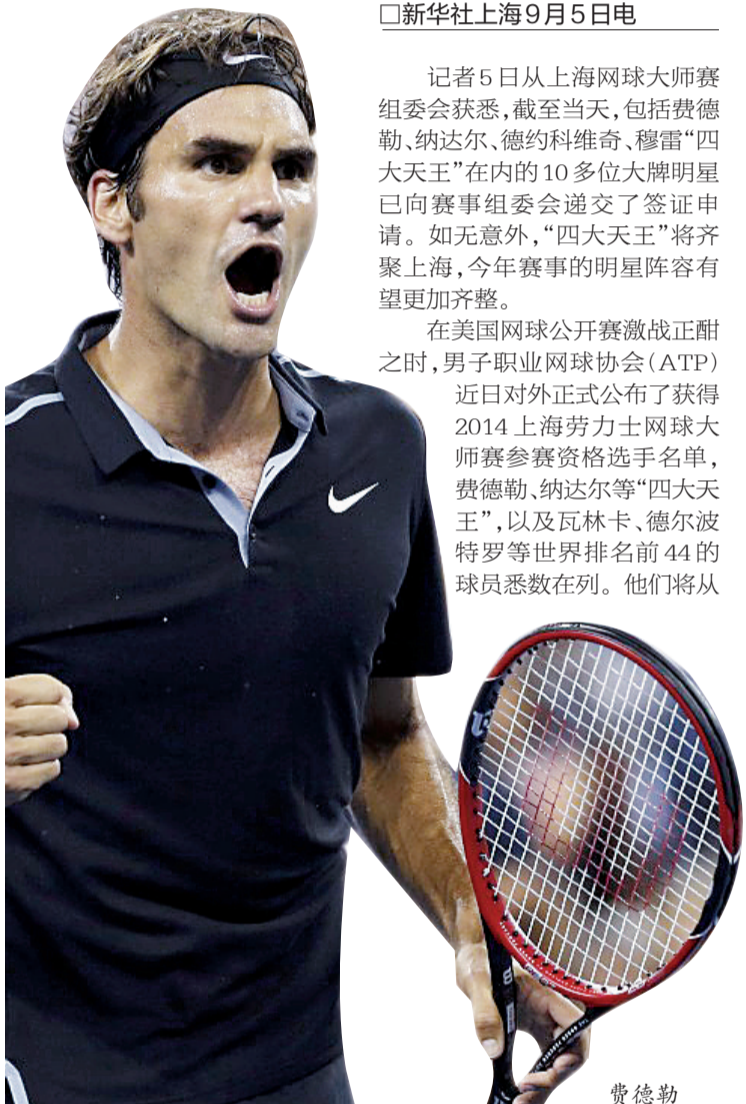 □新华社上海9月5日电
记者5日从上海网球大师赛
组委会获悉,截至当天,包括费德
勒、纳达尔、德约科维奇、穆雷“四
大天王”在内的10多位大牌明星
已向赛事组委会递交了签证申
请。如无意外,“四大天王”将齐
聚上海,今年赛事的明星阵容有
望更加齐整。
在美国网球公开赛激战正酣
之时,男子职业网球协会(ATP)
近日对外正式公布了获得
2014上海劳力士网球大
师赛参赛资格选手名单,
费德勒、纳达尔等“四大天
王”,以及瓦林卡、德尔波
特罗等世界排名前44的
球员悉数在列。他们将从
费德勒